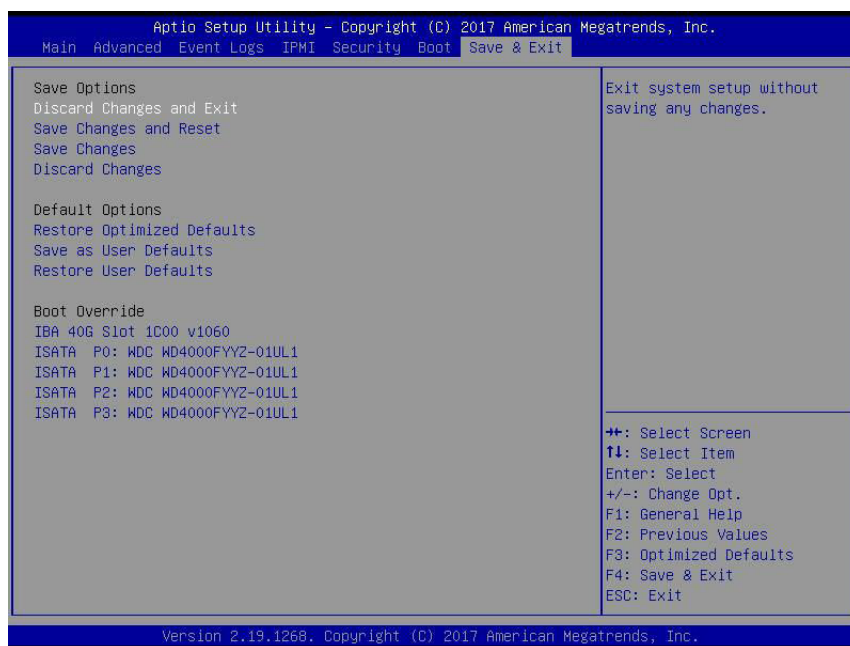 Aptio Setup Utility – Copyright (C) 2017 American Megatrends, Inc.
Main Advanced Event Logs IPMI Security Boot Save & Exit
Save Options
Discard Changes and Exit
Save Changes and Reset
Save Changes
Discard Changes
Default Options
Restore Optimized Defaults
Save as User Defaults
Restore User Defaults
Boot Override
IBA 40G Slot 1C00 v1060
ISATA P0: WDC WD4000FYYZ-01UL1
ISATA P1: WDC WD4000FYYZ-01UL1
ISATA P2: WDC WD4000FYYZ-01UL1
ISATA P3: WDC WD4000FYYZ-01UL1
Exit system setup without
saving any changes.
→←: Select Screen
↑↓: Select Item
Enter: Select
+/-: Change Opt.
F1: General Help
F2: Previous Values
F3: Optimized Defaults
F4: Save & Exit
ESC: Exit
Version 2.19.1268. Copyright (C) 2017 American Megatrends, Inc.